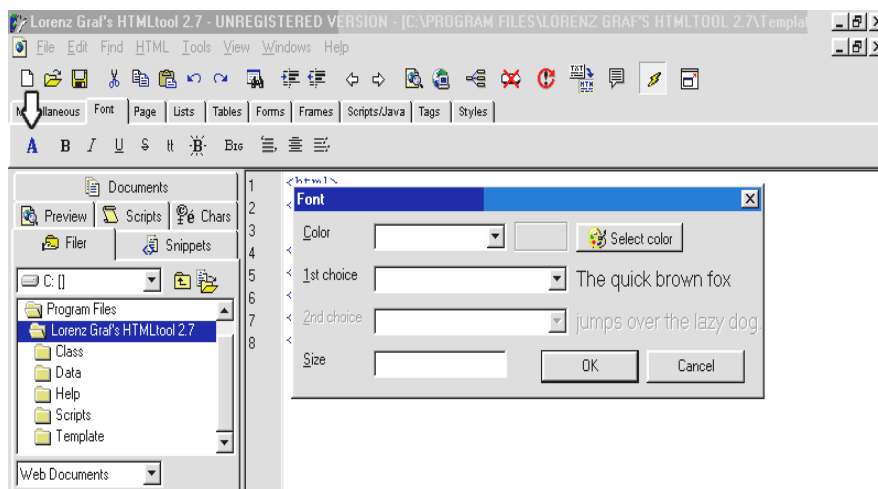 Lorenz Graf's HTMLtool 2.7 - UNREGISTERED VERSION - [C:\PROGRAM FILES\LORENZ GRAF'S HTMLTOOL 2.7\Templat
File Edit Find HTML Tools View Windows Help
Font Page Lists Tables Forms Frames Scripts/Java Tags Styles
A B I U S tt B BIG
Documents
Preview Scripts Chars
Filer Snippets
C: []
Program Files
Lorenz Graf's HTMLtool 2.7
Class
Data
Help
Scripts
Template
Web Documents
1 <html>
2 <
3
4 <
5 <
6 <
7 <
8 <
Font
Color Select color
1st choice The quick brown fox
2nd choice jumps over the lazy dog.
Size OK Cancel